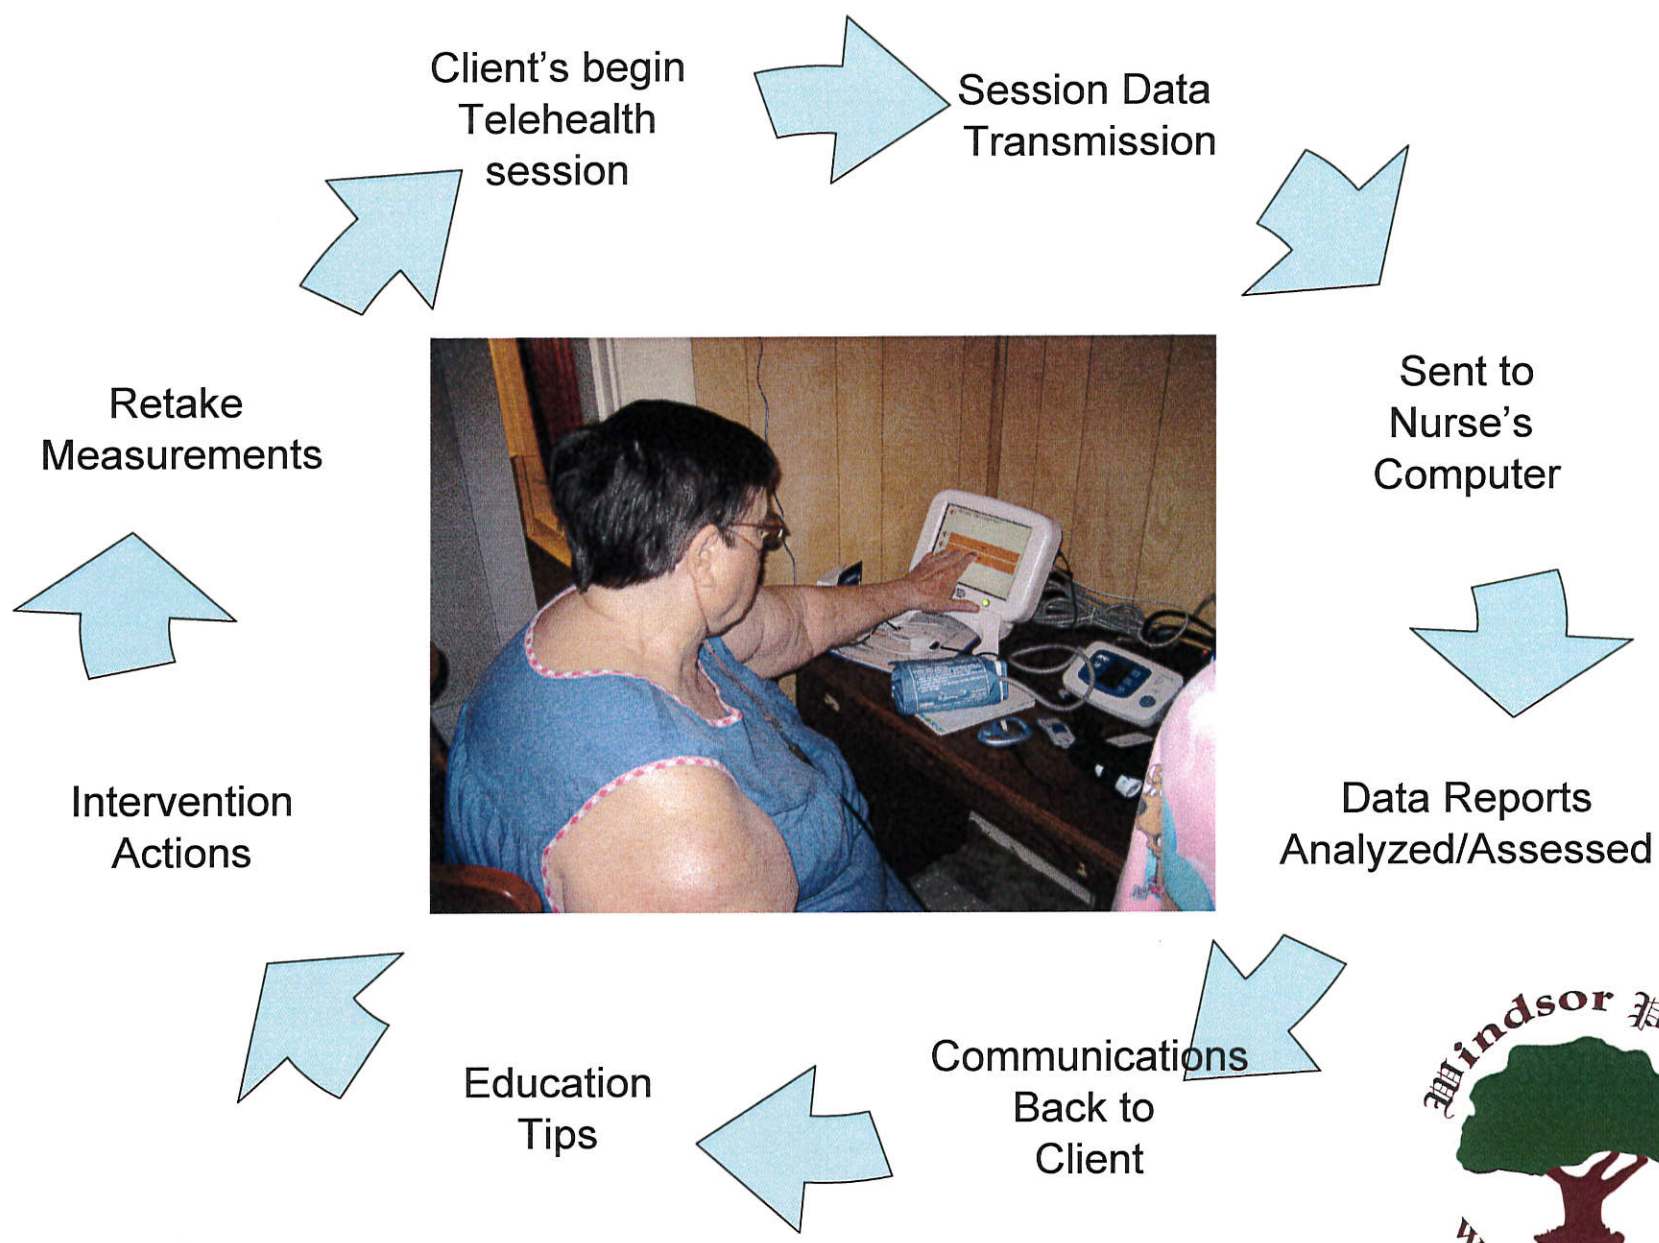 Client's begin
Telehealth
session
Session Data
Transmission
Sent to
Nurse's
Computer
Data Reports
Analyzed/Assessed
Communications
Back to
Client
Education
Tips
Intervention
Actions
Retake
Measurements
Windsor